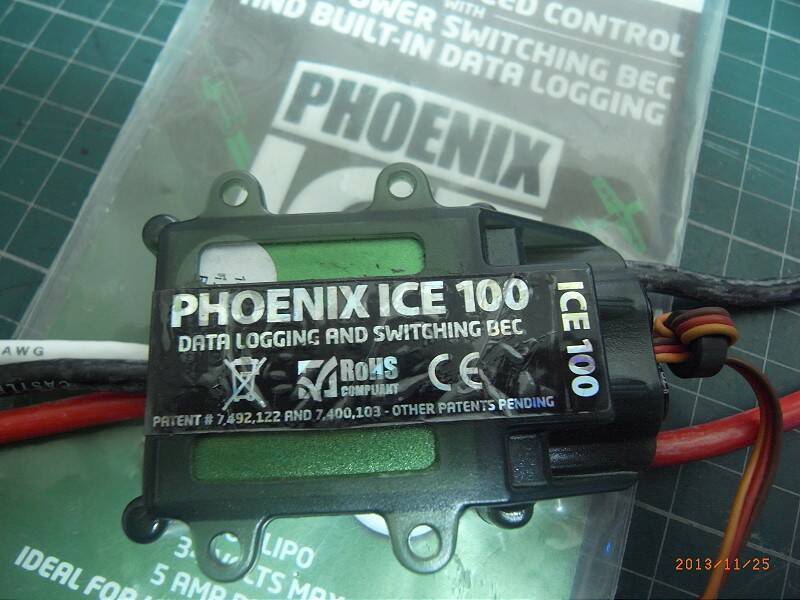 CONTROL
WITH
POWER SWITCHING BEC
AND BUILT-IN DATA LOGGING
PHOENIX
PHOENIX ICE 100
DATA LOGGING AND SWITCHING BEC
ICE 100
RoHS
COMPLIANT
CE
PATENT # 7,492,122 AND 7,400,103 - OTHER PATENTS PENDING
AWG
LIPO
MAX
5 AMP
IDEAL FOR
2013/11/25